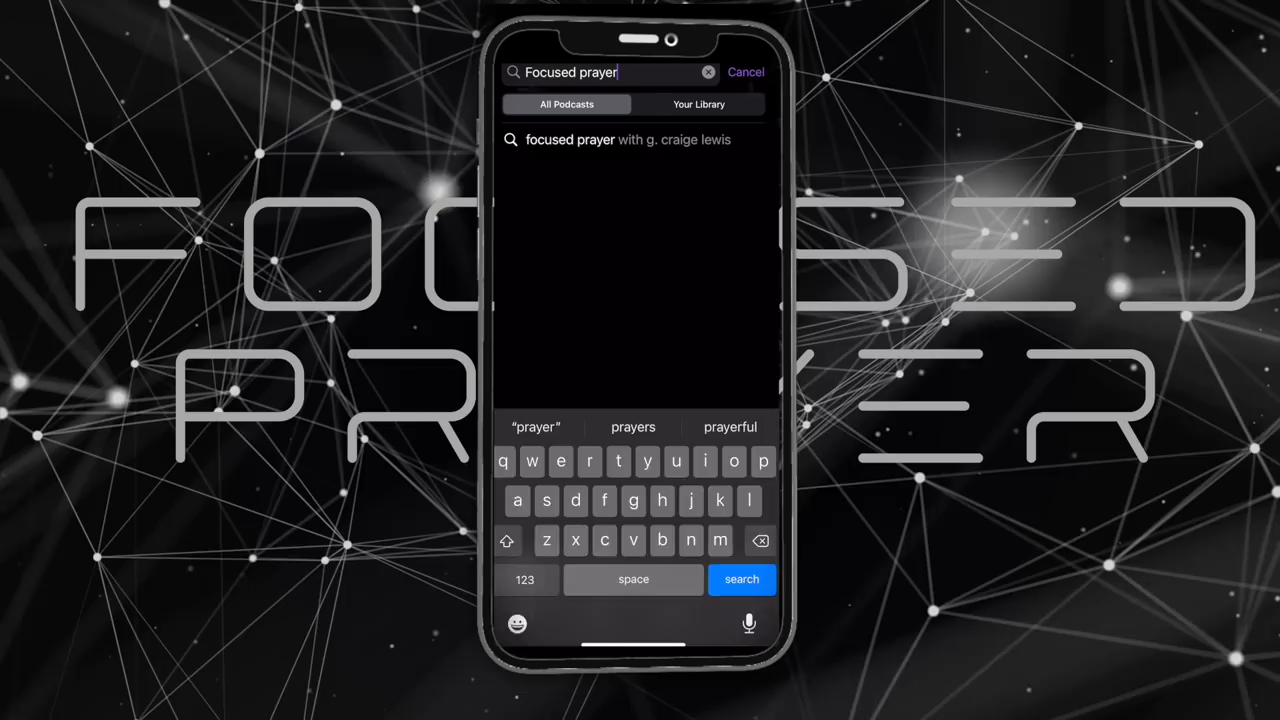 Focused prayer
Cancel
All Podcasts
Your Library
focused prayer with g. craige lewis
“prayer”
prayers
prayerful
q w e r t y u i o p
a s d f g h j k l
z x c v b n m
123
space
search